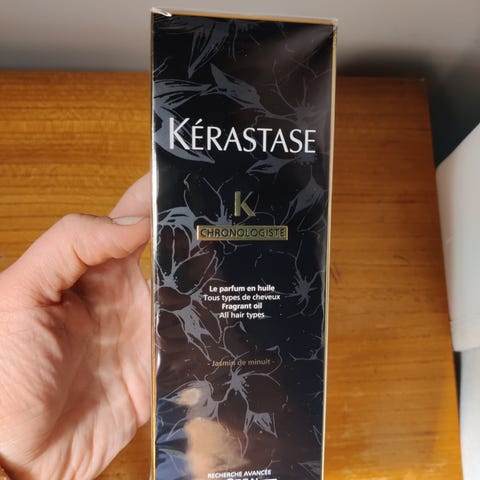 KÉRASTASE
K
CHRONOLOGISTE
Le parfum en huile
Tous types de cheveux
Fragrant oil
All hair types
- Jasmin de minuit -
RECHERCHE AVANCÉE